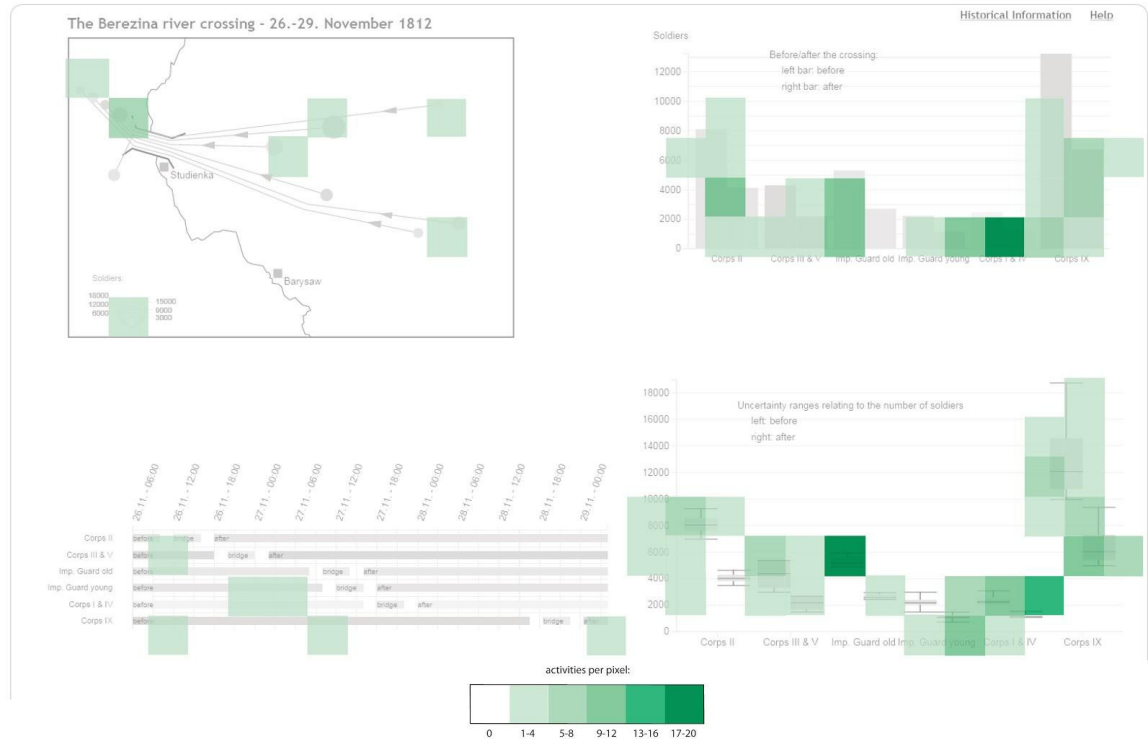 The Berezina river crossing - 26.-29. November 1812
Historical Information Help
Studienka
Barysaw
Soldiers:
18000
12000
6000
15000
9000
3000
Soldiers
Before/after the crossing:
left bar: before
right bar: after
12000
10000
8000
6000
4000
2000
0
Corps II
Corps III & V
Imp. Guard old
Imp. Guard young
Corps I & IV
Corps IX
26.11. - 06:00
26.11. - 12:00
26.11. - 18:00
27.11. - 00:00
27.11. - 06:00
27.11. - 12:00
27.11. - 18:00
28.11. - 00:00
28.11. - 06:00
28.11. - 12:00
28.11. - 18:00
29.11. - 00:00
Corps II before bridge after
Corps III & V before bridge after
Imp. Guard old before bridge after
Imp. Guard young before bridge after
Corps I & IV before bridge after
Corps IX before bridge after
Uncertainty ranges relating to the number of soldiers
left: before
right: after
18000
16000
14000
12000
10000
8000
6000
4000
2000
0
Corps II
Corps III & V
Imp. Guard old
Imp. Guard young
Corps I & IV
Corps IX
activities per pixel:
0 1-4 5-8 9-12 13-16 17-20